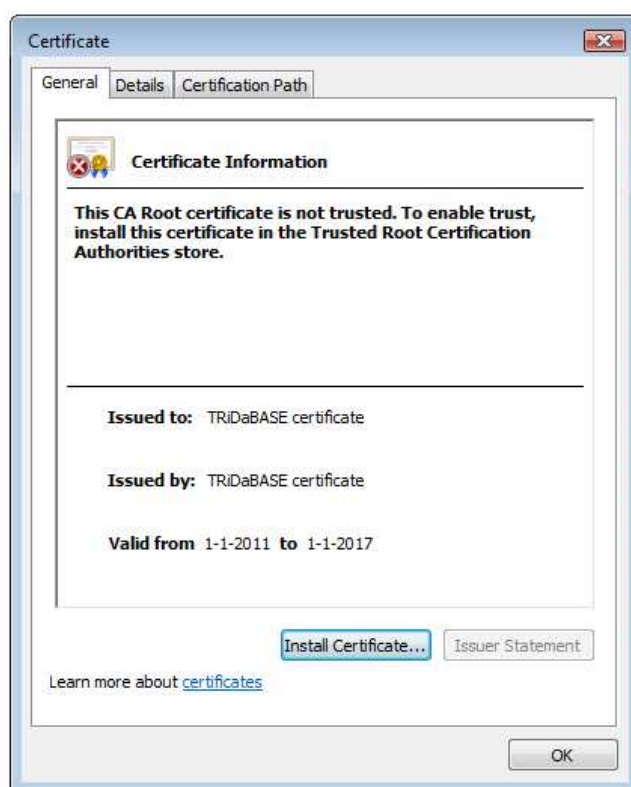 Certificate
General Details Certification Path
Certificate Information
This CA Root certificate is not trusted. To enable trust,
install this certificate in the Trusted Root Certification
Authorities store.
Issued to: TRiDaBASE certificate
Issued by: TRiDaBASE certificate
Valid from 1-1-2011 to 1-1-2017
Install Certificate... Issuer Statement
Learn more about certificates
OK